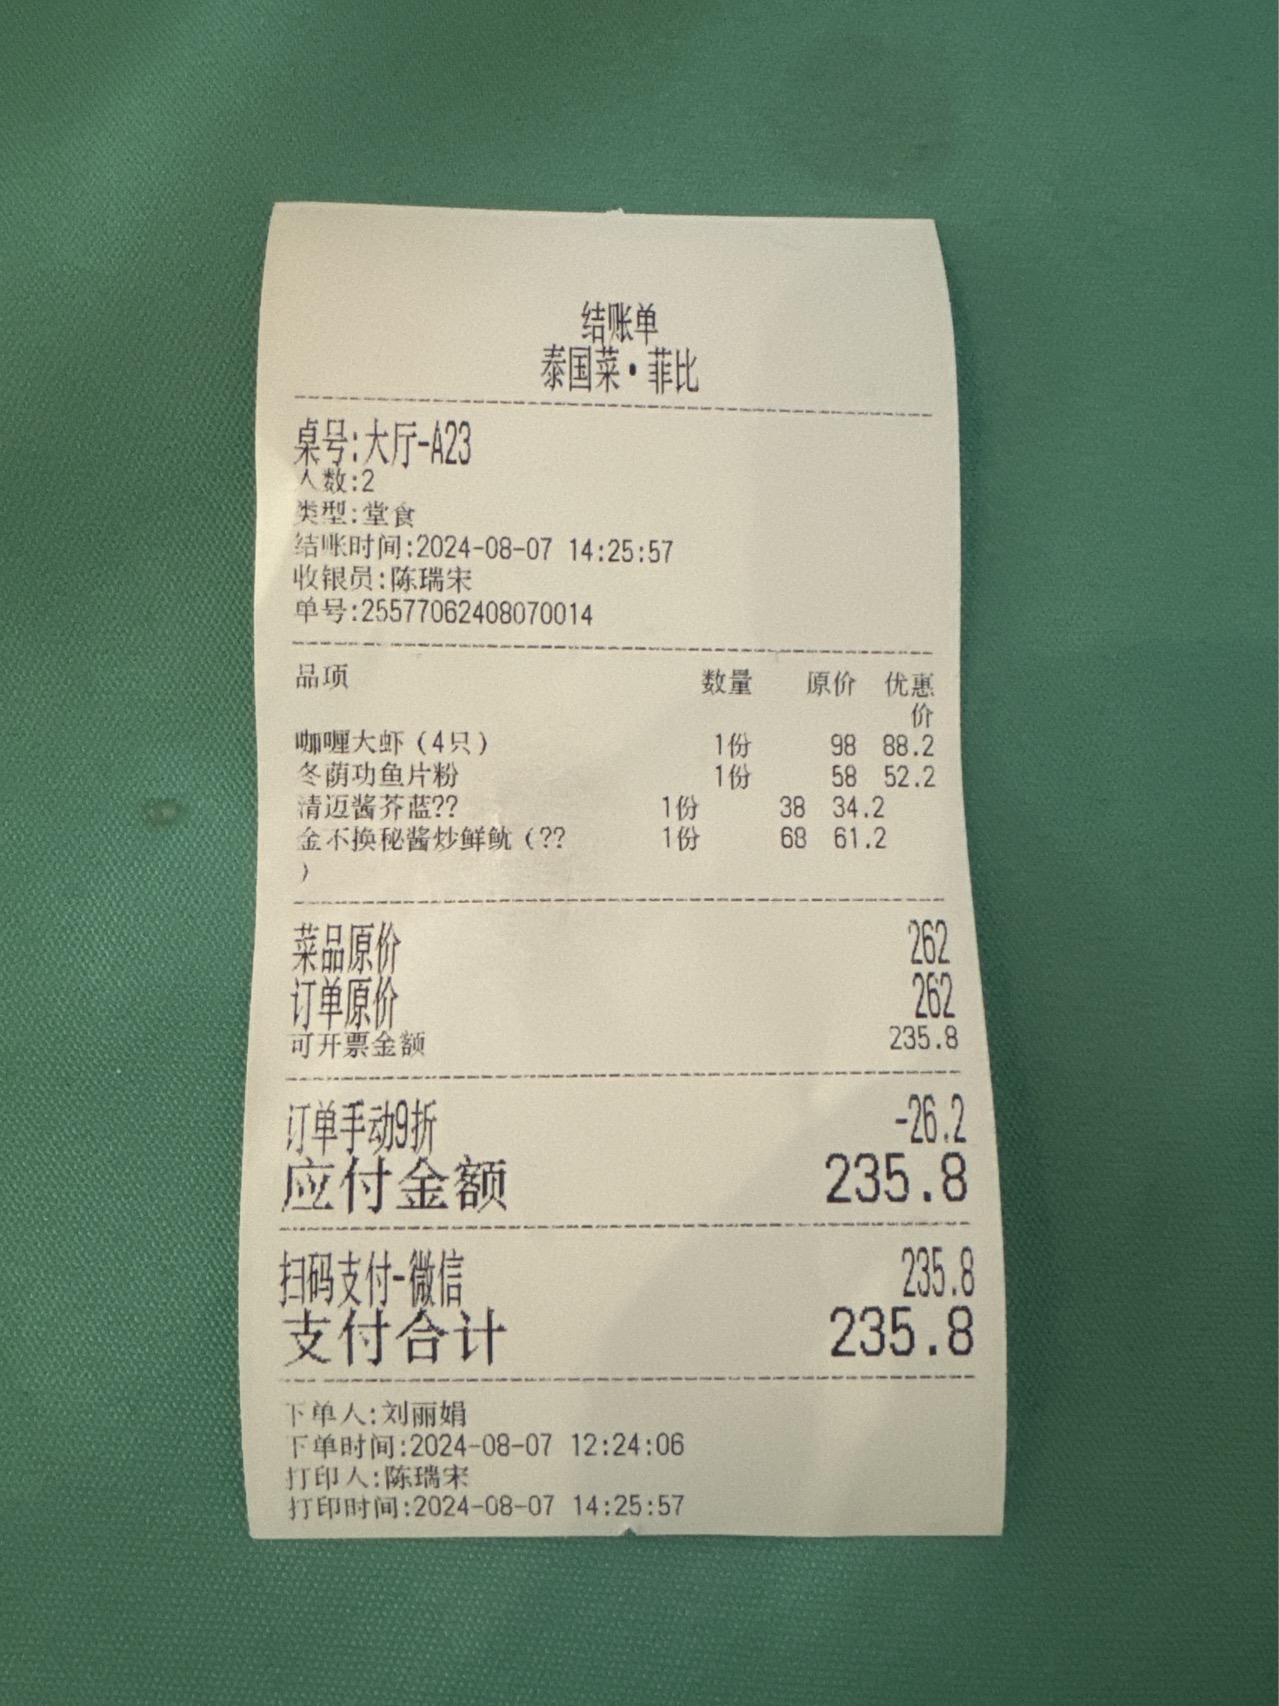 结账单
泰国菜•菲比
桌号:大厅-A23
人数:2
类型:堂食
结账时间:2024-08-07 14:25:57
收银员:陈瑞宋
单号:25577062408070014
品项 数量 原价 优惠
价
咖喱大虾(4只) 1份 98 88.2
冬荫功鱼片粉 1份 58 52.2
清迈酱芥蓝?? 1份 38 34.2
金不换秘酱炒鲜鱿(?? 1份 68 61.2
)
菜品原价 262
订单原价 262
可开票金额 235.8
订单手动9折 -26.2
应付金额 235.8
扫码支付-微信 235.8
支付合计 235.8
下单人:刘丽娟
下单时间:2024-08-07 12:24:06
打印人:陈瑞宋
打印时间:2024-08-07 14:25:57